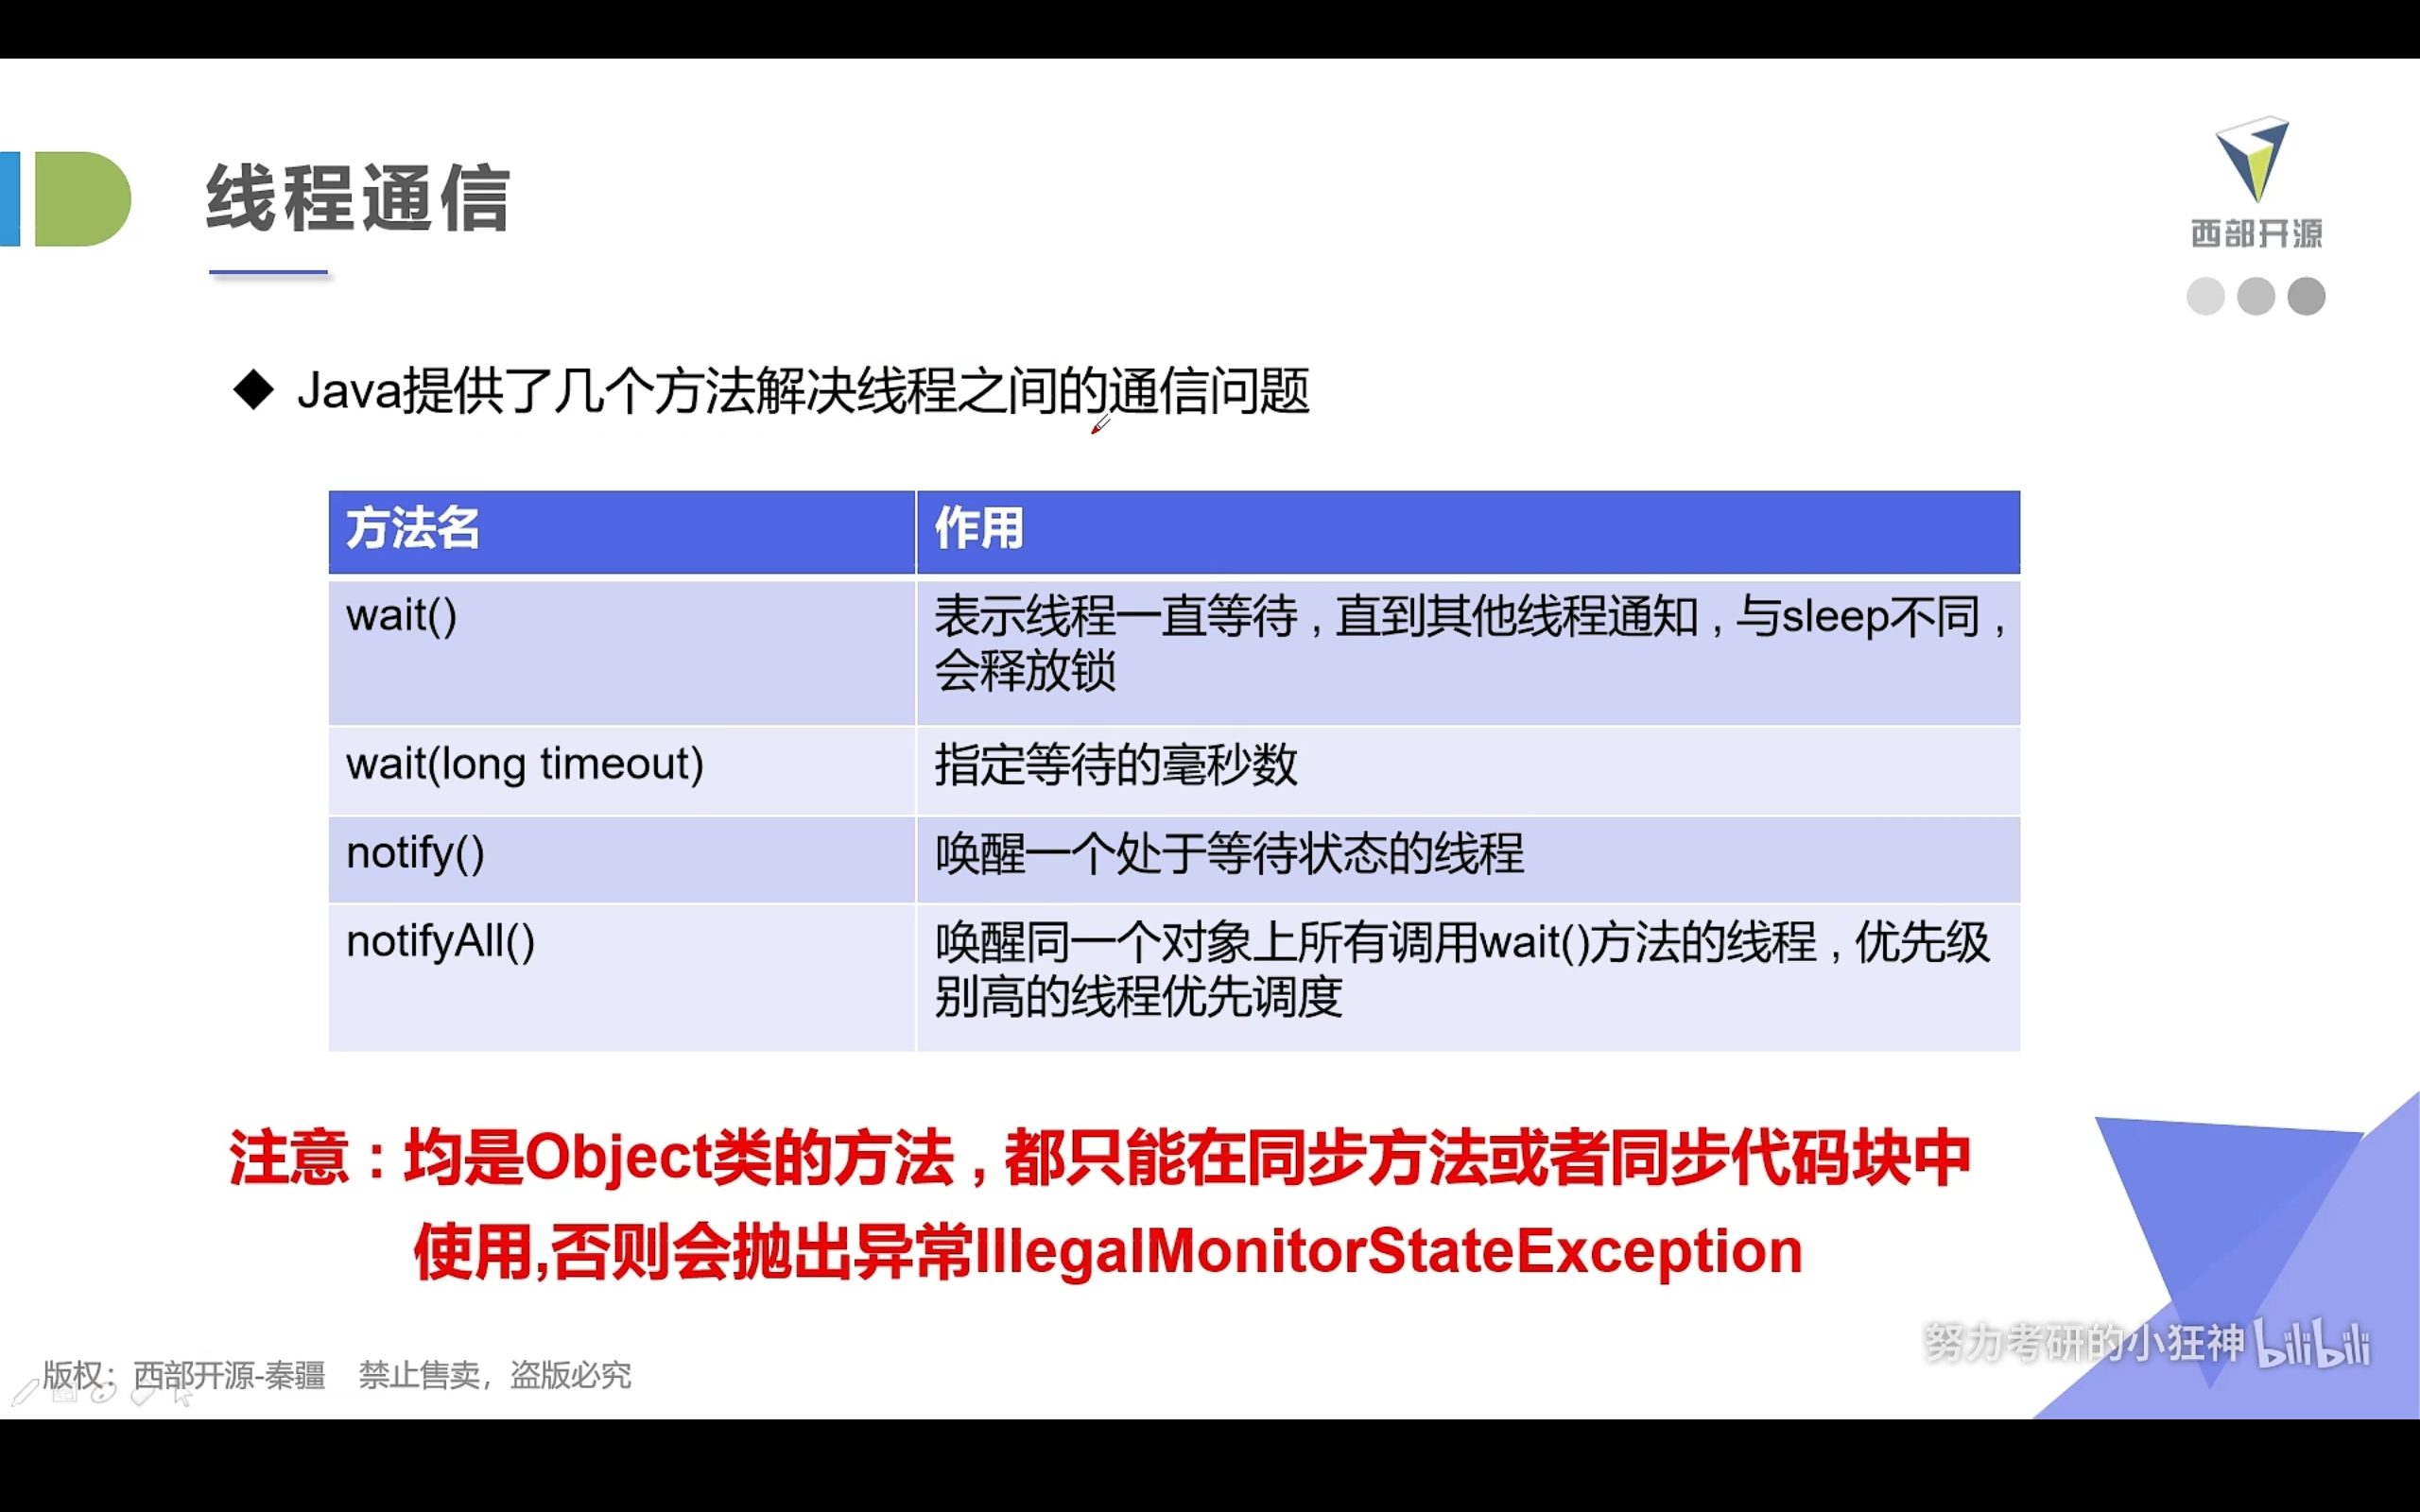 线程通信
西部开源
Java提供了几个方法解决线程之间的通信问题
方法名 作用
wait() 表示线程一直等待，直到其他线程通知，与sleep不同，
会释放锁
wait(long timeout) 指定等待的毫秒数
notify() 唤醒一个处于等待状态的线程
notifyAll() 唤醒同一个对象上所有调用wait()方法的线程，优先级
别高的线程优先调度
注意：均是Object类的方法，都只能在同步方法或者同步代码块中
使用,否则会抛出异常IllegalMonitorStateException
努力考研的小狂神 bilibili
版权：西部开源-秦疆 禁止售卖，盗版必究